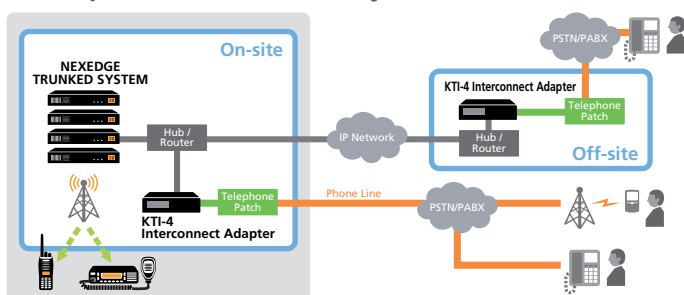 On-site
NEXEDGE
TRUNKED SYSTEM
Hub /
Router
KTI-4
Interconnect Adapter
Telephone
Patch
IP Network
Phone Line
PSTN/PABX
PSTN/PABX
KTI-4 Interconnect Adapter
Telephone
Patch
Hub /
Router
Off-site